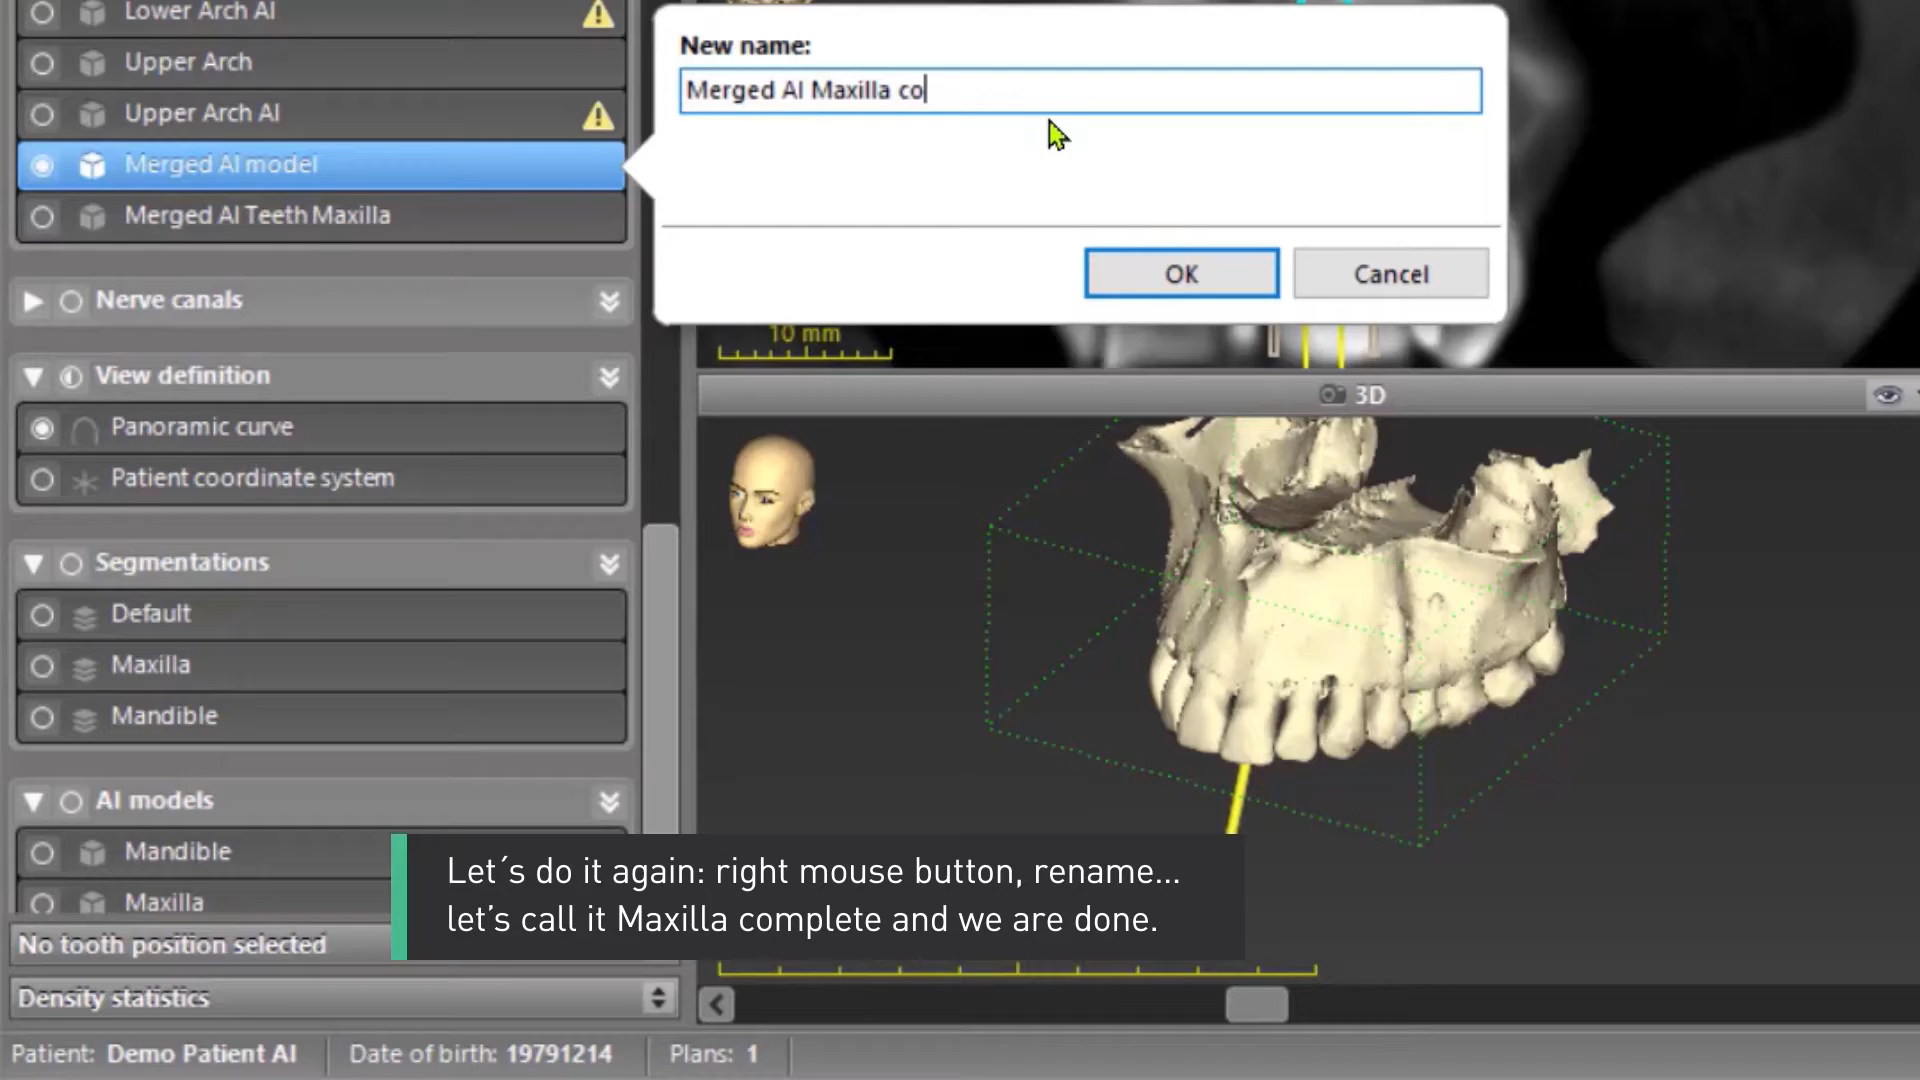 Lower Arch AI
Upper Arch
Upper Arch AI
Merged AI model
Merged AI Teeth Maxilla
Nerve canals
View definition
Panoramic curve
Patient coordinate system
Segmentations
Default
Maxilla
Mandible
AI models
Mandible
Maxilla
No tooth position selected
Density statistics
New name:
Merged AI Maxilla co
OK
Cancel
10 mm
3D
Let´s do it again: right mouse button, rename...
let’s call it Maxilla complete and we are done.
Patient: Demo Patient AI
Date of birth: 19791214
Plans: 1